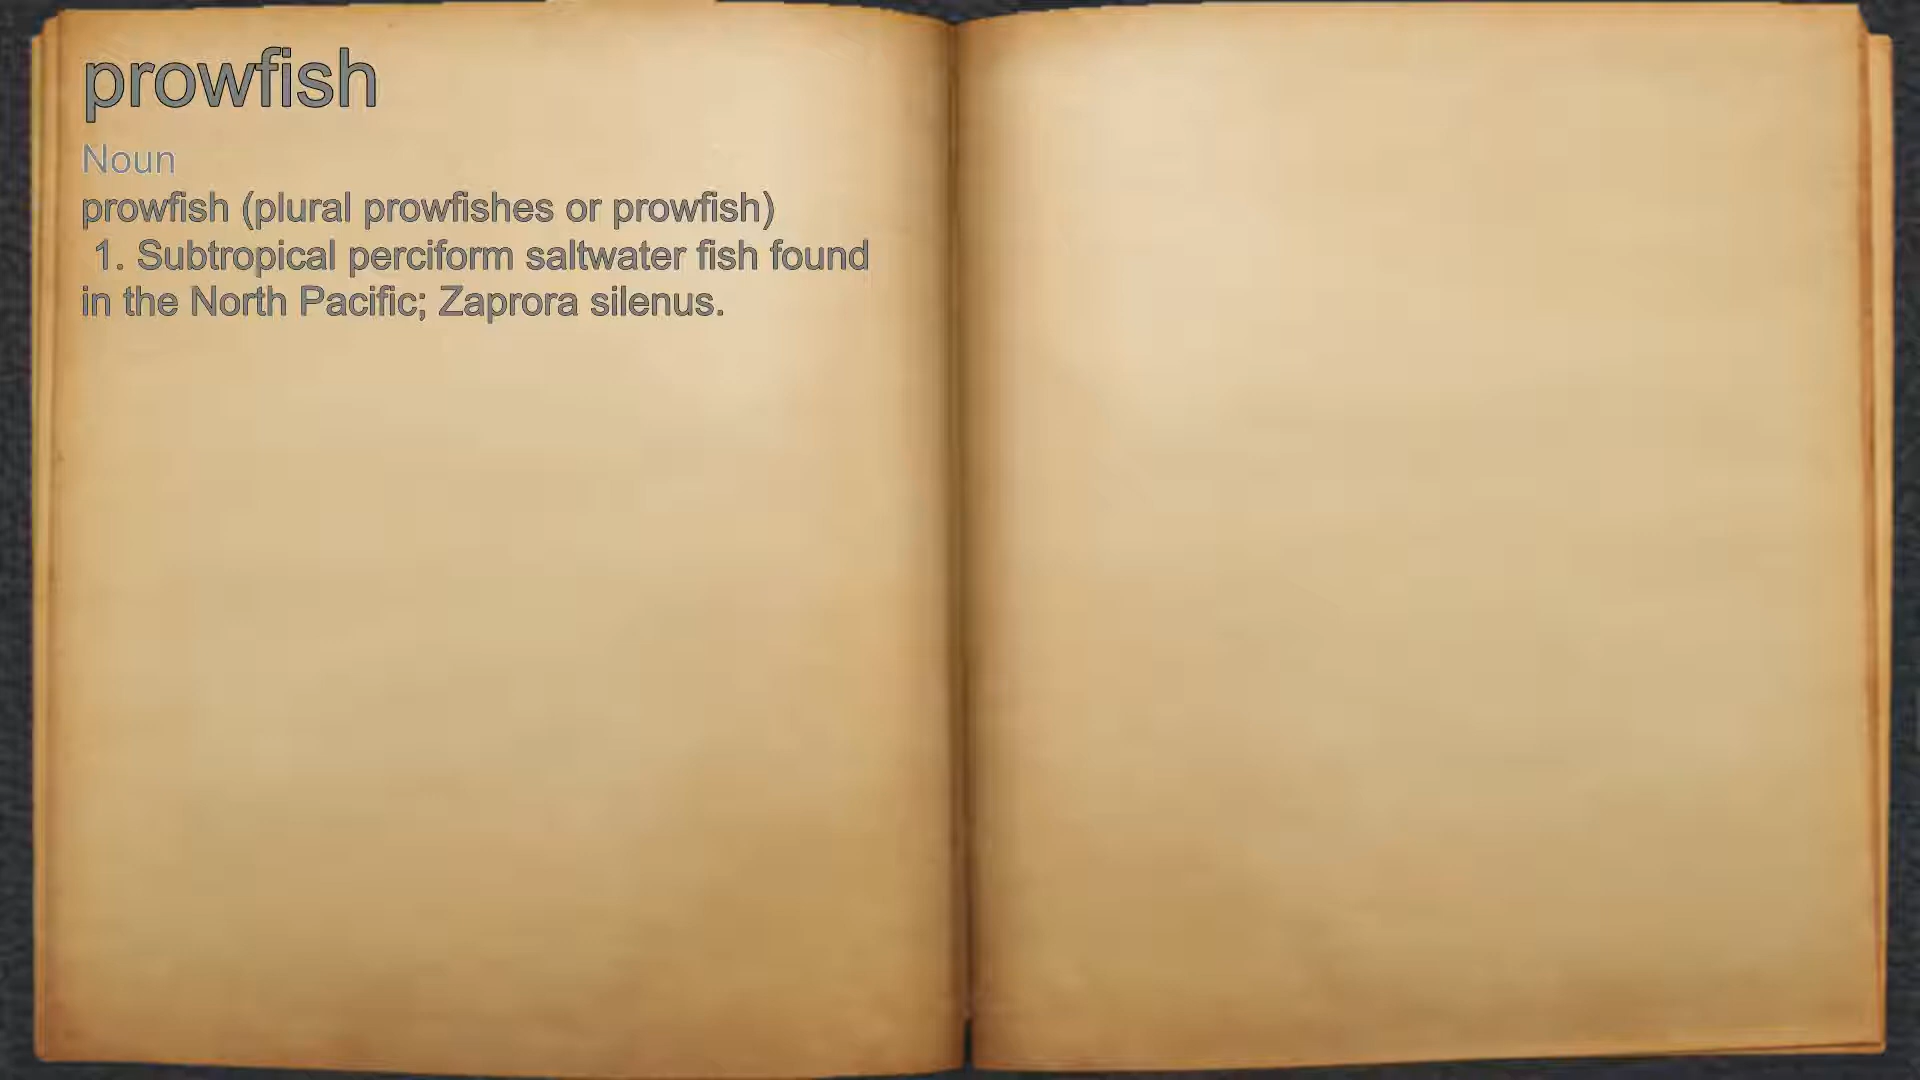 prowfish
Noun
prowfish (plural prowfishes or prowfish)
1. Subtropical perciform saltwater fish found
in the North Pacific; Zaprora silenus.